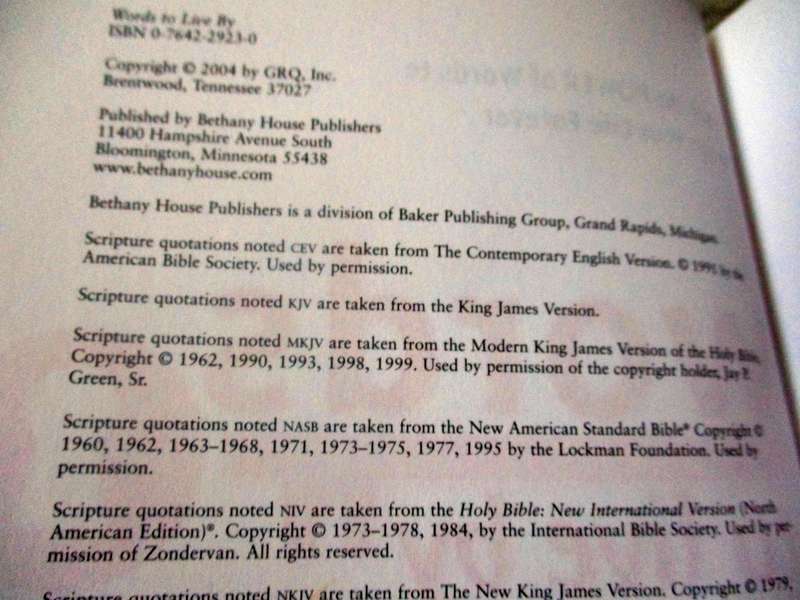 Words to Live By
ISBN 0-7642-2923-0
Copyright © 2004 by GRQ, Inc.
Brentwood, Tennessee 37027
Published by Bethany House Publishers
11400 Hampshire Avenue South
Bloomington, Minnesota 55438
www.bethanyhouse.com
Bethany House Publishers is a division of Baker Publishing Group, Grand Rapids, Michigan.
Scripture quotations noted CEV are taken from The Contemporary English Version. © 1995 by the
American Bible Society. Used by permission.
Scripture quotations noted KJV are taken from the King James Version.
Scripture quotations noted MKJV are taken from the Modern King James Version of the Holy Bible,
Copyright © 1962, 1990, 1993, 1998, 1999. Used by permission of the copyright holder, Jay P.
Green, Sr.
Scripture quotations noted NASB are taken from the New American Standard Bible® Copyright ©
1960, 1962, 1963–1968, 1971, 1973–1975, 1977, 1995 by the Lockman Foundation. Used by
permission.
Scripture quotations noted NIV are taken from the Holy Bible: New International Version (North
American Edition)®. Copyright © 1973–1978, 1984, by the International Bible Society. Used by per-
mission of Zondervan. All rights reserved.
Scripture quotations noted NKJV are taken from The New King James Version. Copyright © 1979,